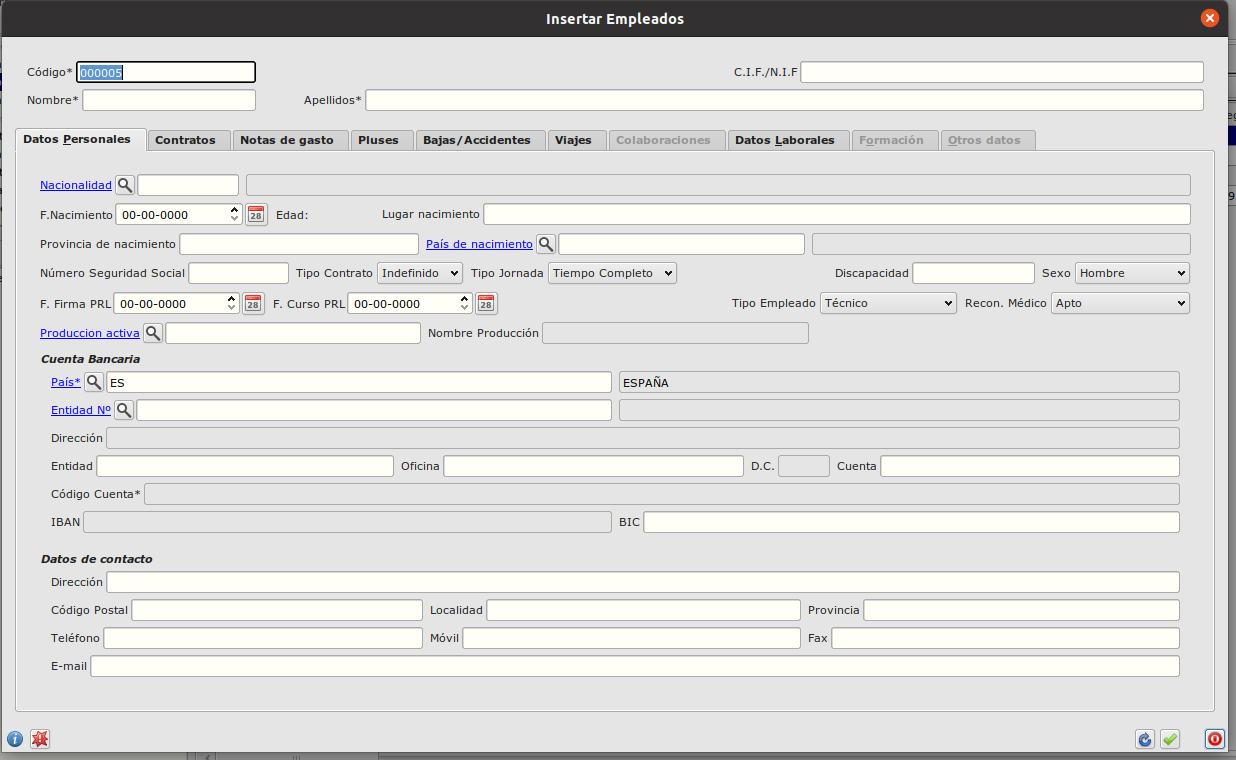 Insertar Empleados
Código* 000005 C.I.F./N.I.F
Nombre* Apellidos*
Datos Personales Contratos Notas de gasto Pluses Bajas/Accidentes Viajes Colaboraciones Datos Laborales Formación Otros datos
Nacionalidad
F.Nacimiento 00-00-0000 28 Edad: Lugar nacimiento
Provincia de nacimiento País de nacimiento
Número Seguridad Social Tipo Contrato Indefinido Tipo Jornada Tiempo Completo Discapacidad Sexo Hombre
F. Firma PRL 00-00-0000 28 F. Curso PRL 00-00-0000 28 Tipo Empleado Técnico Recon. Médico Apto
Produccion activa Nombre Producción
Cuenta Bancaria
País* ES ESPAÑA
Entidad Nº
Dirección
Entidad Oficina D.C. Cuenta
Código Cuenta*
IBAN BIC
Datos de contacto
Dirección
Código Postal Localidad Provincia
Teléfono Móvil Fax
E-mail